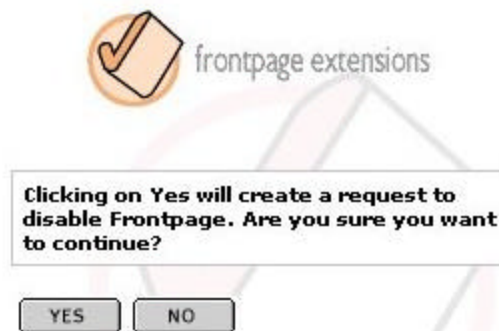 frontpage extensions
Clicking on Yes will create a request to
disable Frontpage. Are you sure you want
to continue?
YES NO